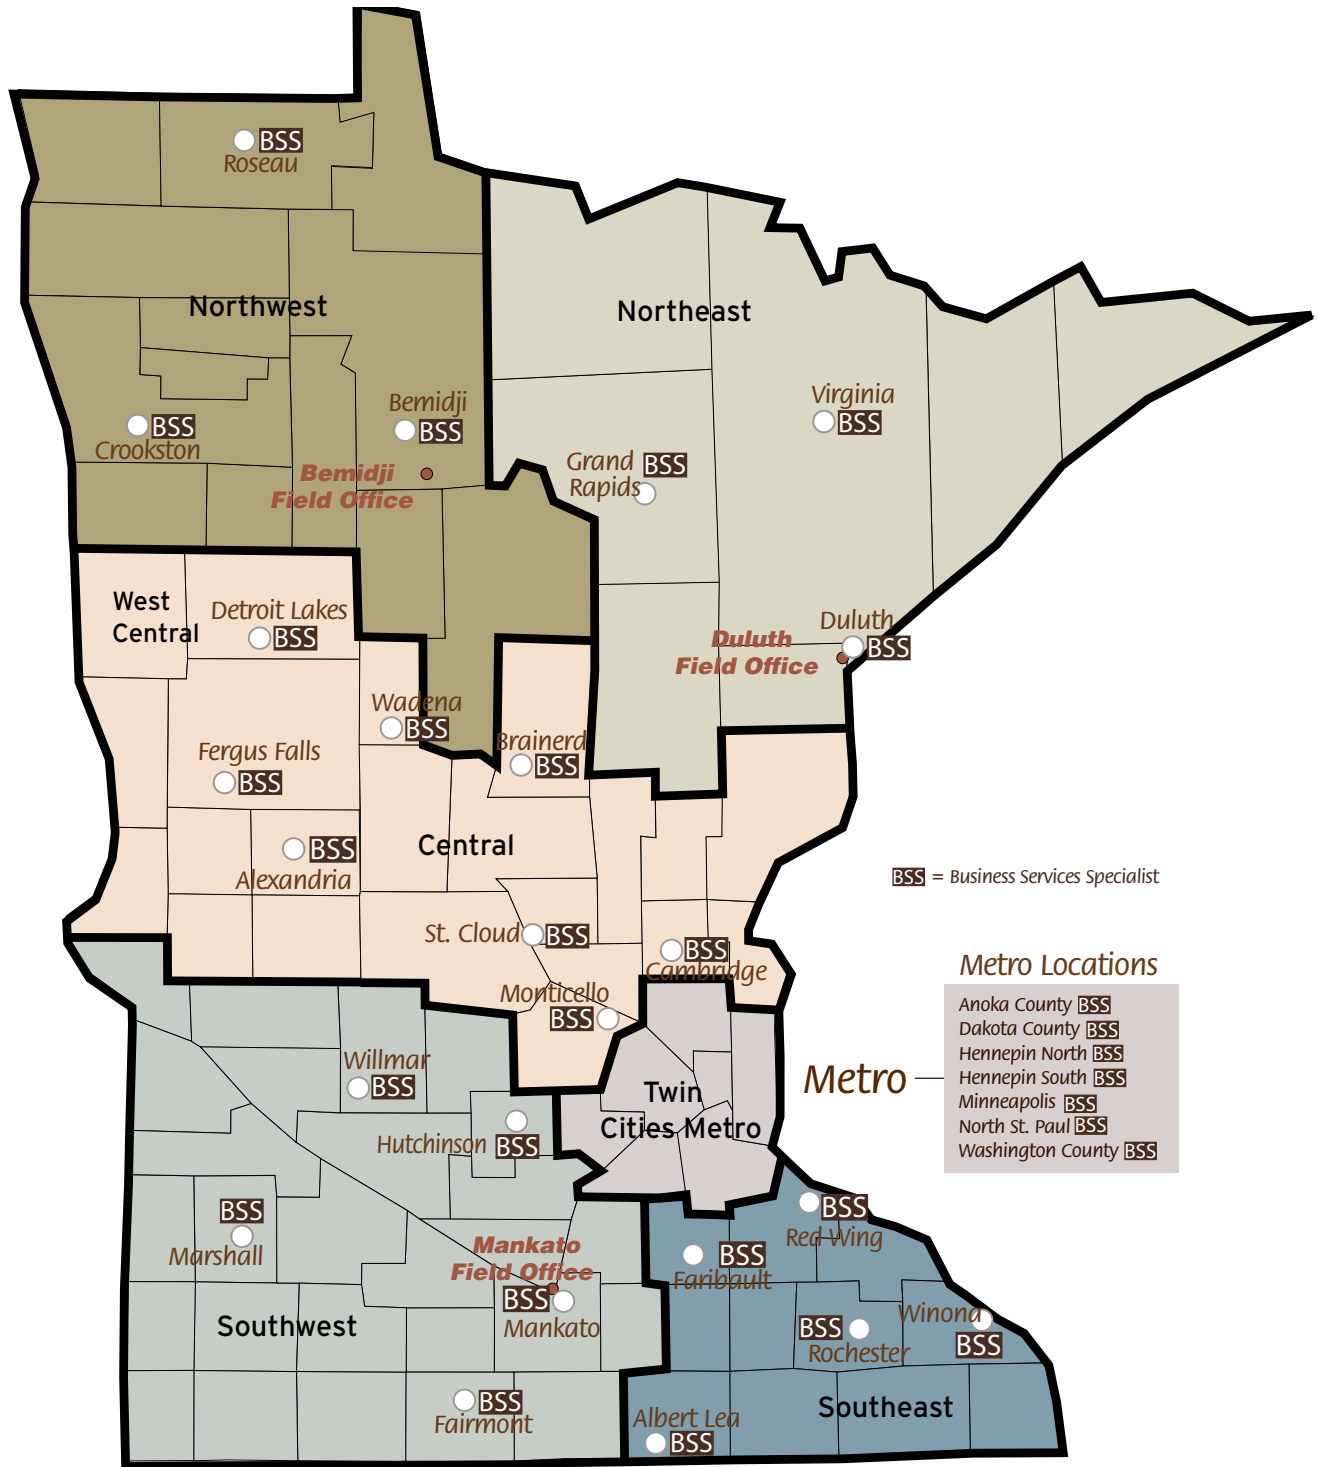 BSS
Roseau
Northwest
Northeast
Bemidji
BSS
Virginia
BSS
BSS
Crookston
Grand
Rapids
BSS
Bemidji
Field Office
West
Central
Detroit Lakes
BSS
Duluth
BSS
Duluth
Field Office
Wadena
BSS
Brainerd
BSS
Fergus Falls
BSS
Central
BSS
Alexandria
BSS = Business Services Specialist
St. Cloud
BSS
BSS
Cambridge
Monticello
BSS
Metro Locations
Anoka County BSS
Dakota County BSS
Hennepin North BSS
Hennepin South BSS
Minneapolis BSS
North St. Paul BSS
Washington County BSS
Metro
Willmar
BSS
Twin
Cities Metro
Hutchinson
BSS
BSS
Marshall
BSS
Red Wing
BSS
Faribault
Mankato
Field Office
BSS
Mankato
Southwest
Winona
BSS
BSS
Rochester
BSS
Fairmont
Southeast
Albert Lea
BSS